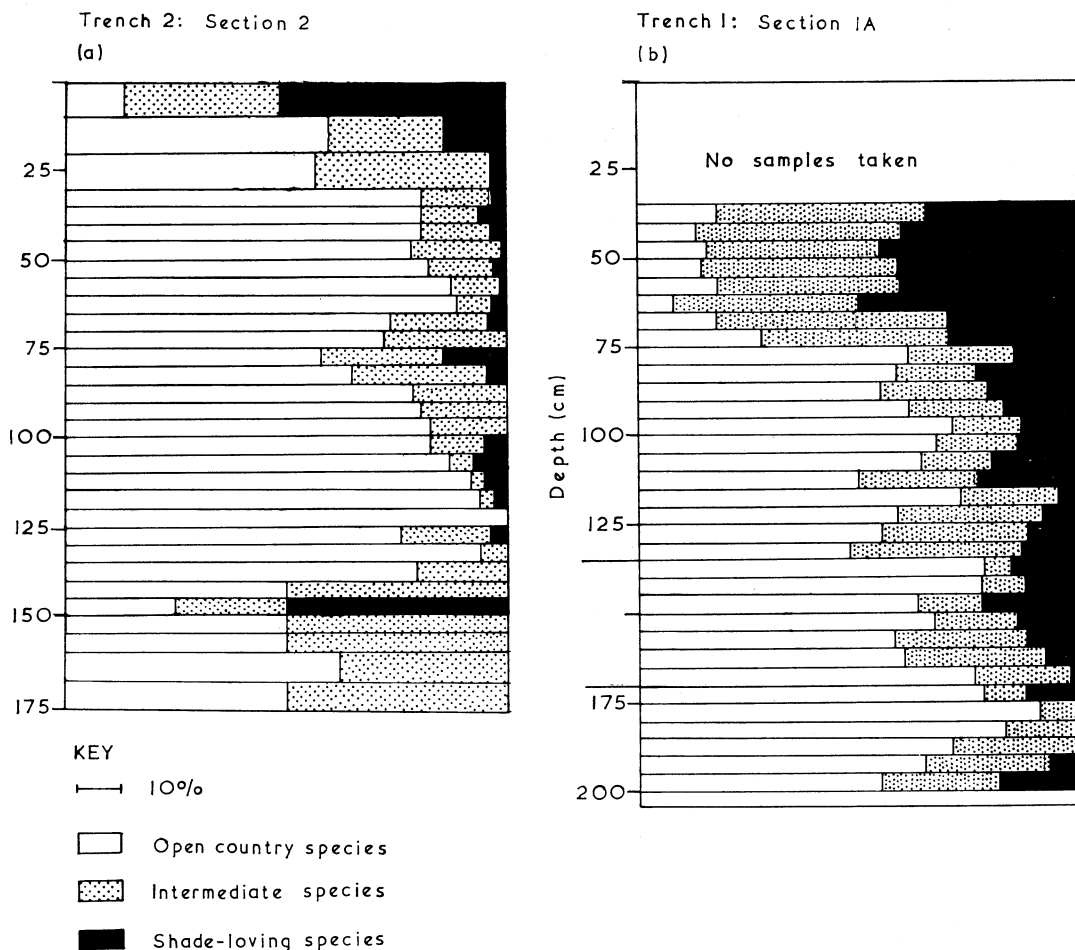 Trench 2: Section 2
(a)
25
50
75
100
125
150
175
KEY
10%
Open country species
Intermediate species
Shade-loving species
Trench 1: Section 1A
(b)
No samples taken
Depth (cm)
25
50
75
100
125
175
200